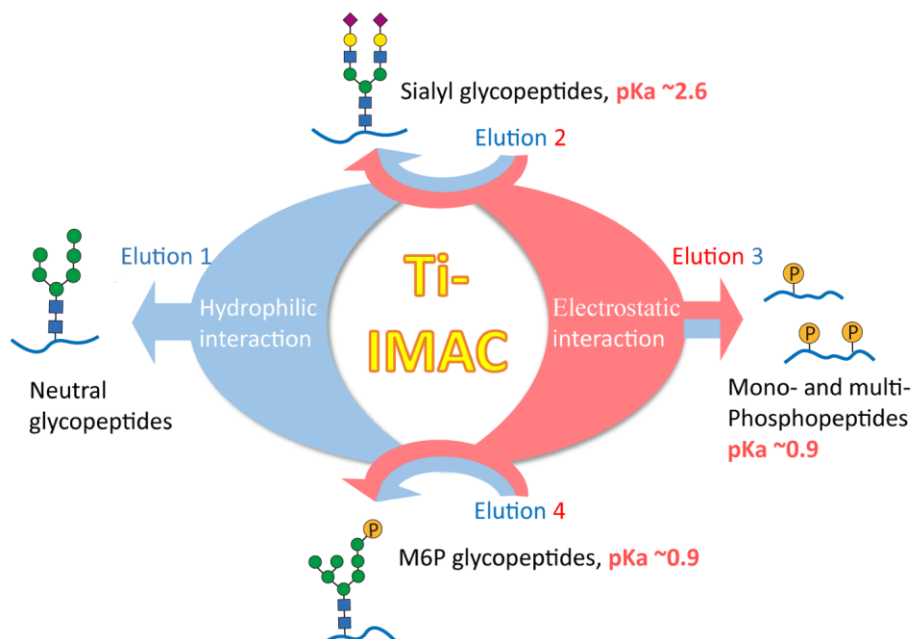 Sialyl glycopeptides, pKa ~2.6
Elution 2
Elution 1
Elution 3
P
P
P
Hydrophilic
interaction
Ti-
IMAC
Electrostatic
interaction
Neutral
glycopeptides
Mono- and multi-
Phosphopeptides
pKa ~0.9
Elution 4
P
M6P glycopeptides, pKa ~0.9